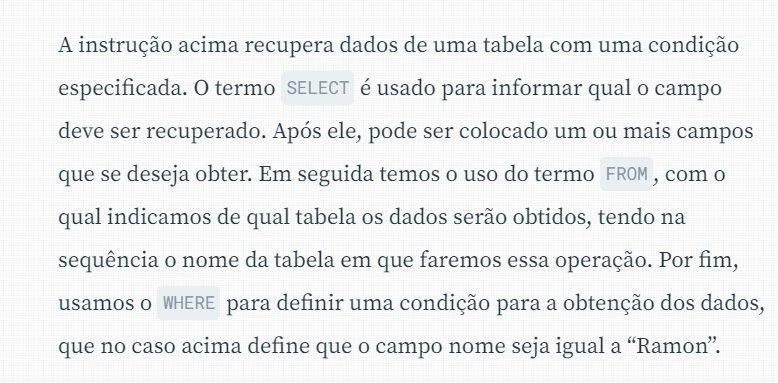 A instrução acima recupera dados de uma tabela com uma condição
especificada. O termo SELECT é usado para informar qual o campo
deve ser recuperado. Após ele, pode ser colocado um ou mais campos
que se deseja obter. Em seguida temos o uso do termo FROM, com o
qual indicamos de qual tabela os dados serão obtidos, tendo na
sequência o nome da tabela em que faremos essa operação. Por fim,
usamos o WHERE para definir uma condição para a obtenção dos dados,
que no caso acima define que o campo nome seja igual a “Ramon”.